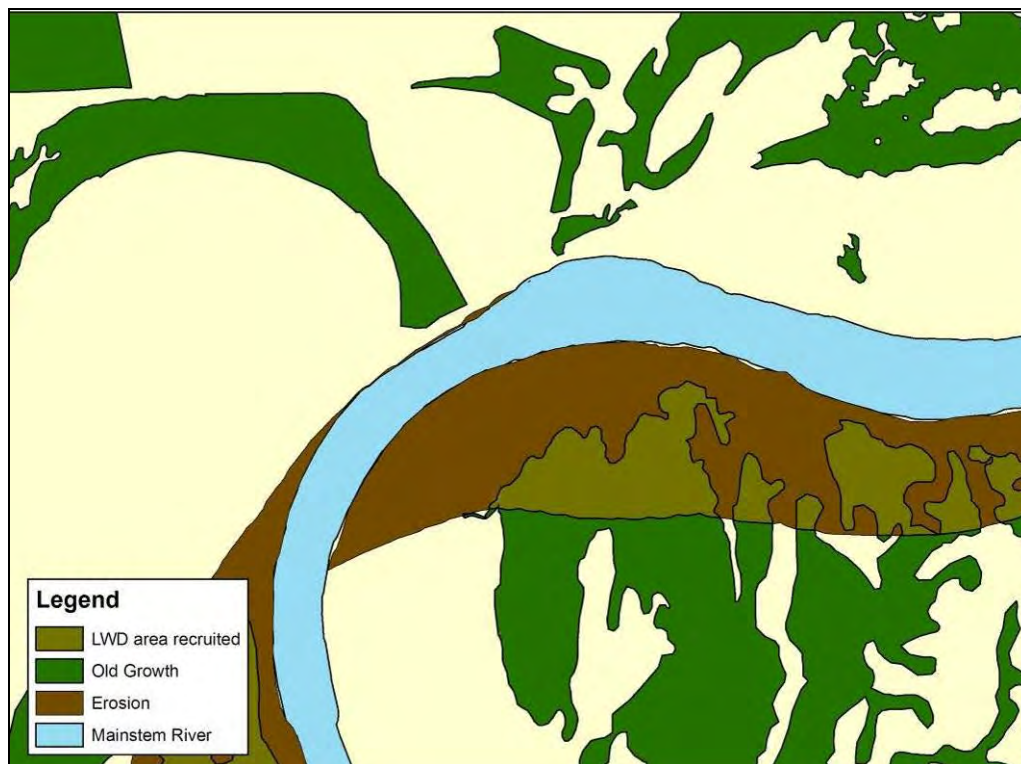 Legend
LWD area recruited
Old Growth
Erosion
Mainstem River